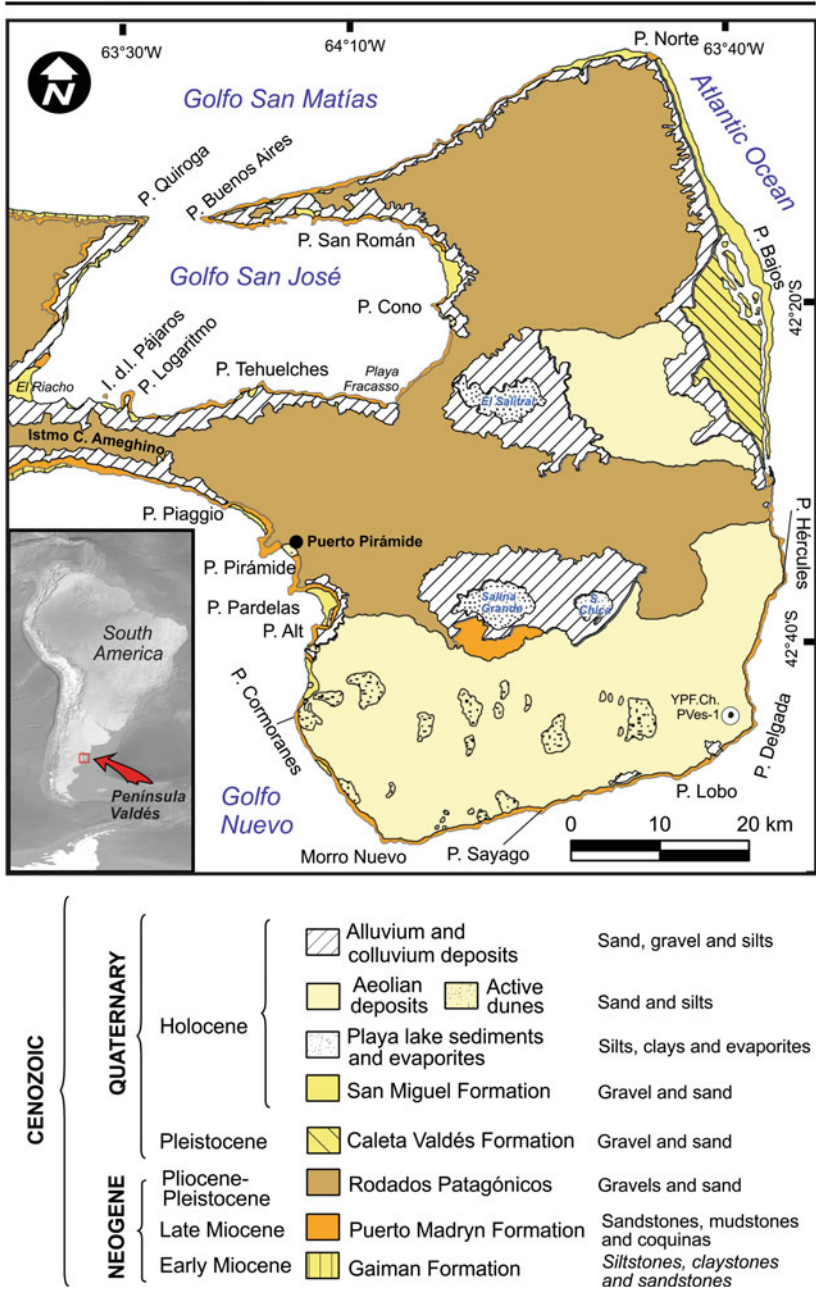 63°30'W
64°10'W
63°40'W
P. Norte
N
Golfo San Matías
Atlantic Ocean
P. Quiroga
P. Buenos Aires
P. San Román
P. Bajos
Golfo San José
42°20'S
P. Cono
I. d.l. Pájaros
P. Logaritmo
P. Tehuelches
Playa
Fracasso
El Riacho
El Salitral
Istmo C. Ameghino
P. Piaggio
P. Hércules
Puerto Pirámide
P. Pirámide
P. Pardelas
Salina
Grande
S.
Chica
P. Alt
42°40'S
South
America
P. Cormoranes
YPF.Ch.
PVes-1
P. Delgada
Península
Valdés
Golfo
Nuevo
P. Lobo
Morro Nuevo
P. Sayago
0 10 20 km
CENOZOIC
QUATERNARY
Holocene
Alluvium and
colluvium deposits
Sand, gravel and silts
Aeolian
deposits
Active
dunes
Sand and silts
Playa lake sediments
and evaporites
Silts, clays and evaporites
San Miguel Formation
Gravel and sand
Pleistocene
Caleta Valdés Formation
Gravel and sand
NEOGENE
Pliocene-
Pleistocene
Rodados Patagónicos
Gravels and sand
Late Miocene
Puerto Madryn Formation
Sandstones, mudstones
and coquinas
Early Miocene
Gaiman Formation
Siltstones, claystones
and sandstones